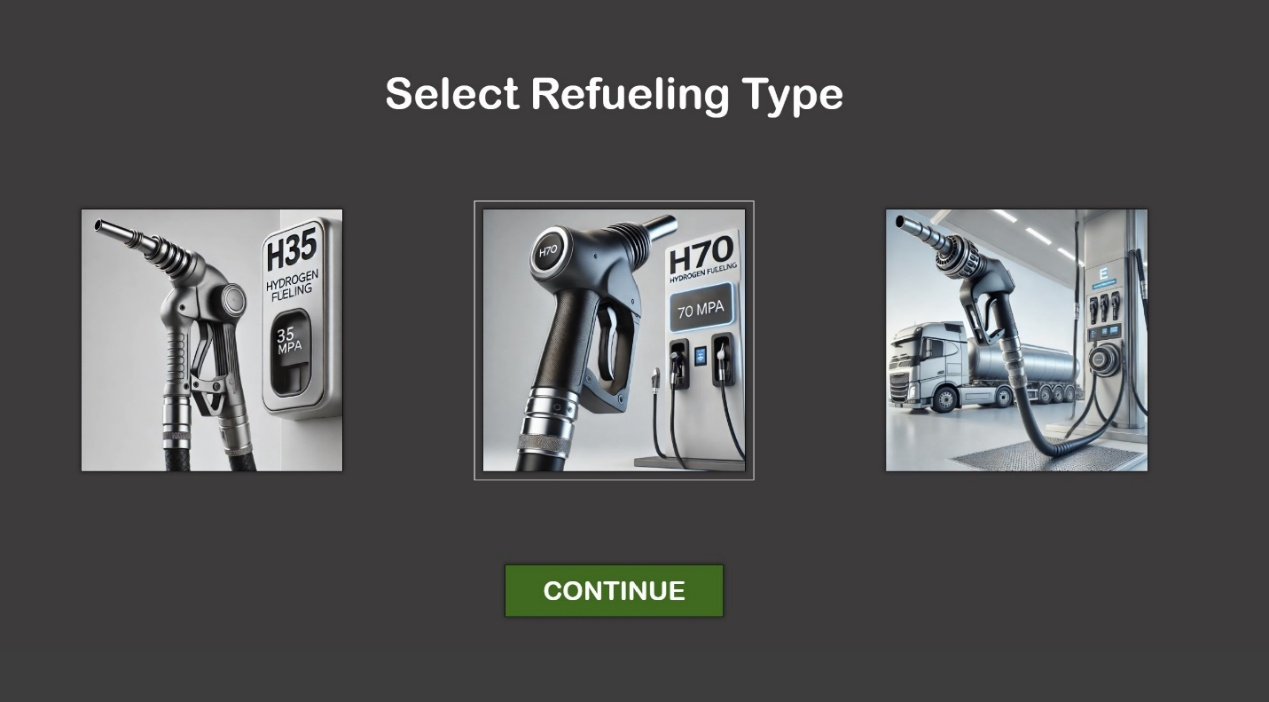 Select Refueling Type
H35
HYDROGEN
FUELING
35
MPA
H70
H70
HYDROGEN FUELING
70 MPA
E
CONTINUE